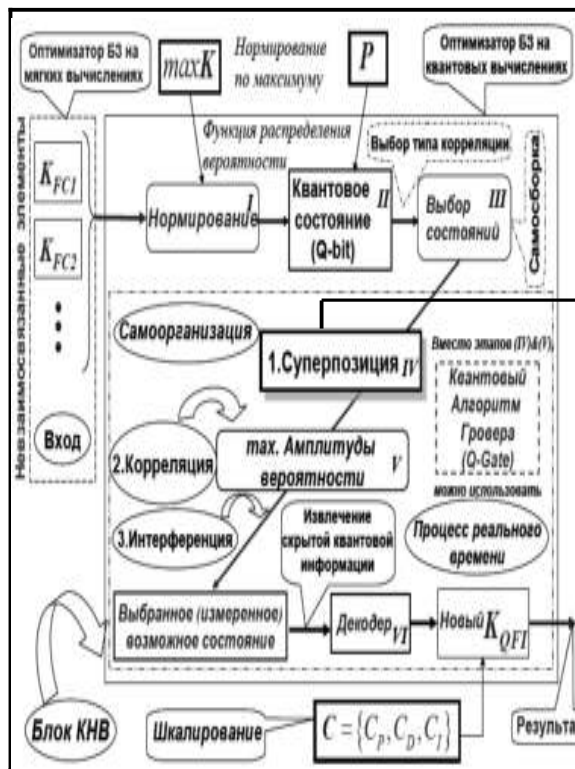 Оптимизатор БЗ на
мягких вычислениях
maxK
Нормирование
по максимуму
P
Оптимизатор БЗ на
квантовых вычислениях
Функция распределения
вероятности
Выбор типа корреляции
Невзаимосвязанные элементы
K_FC1
K_FC2
Вход
Нормирование
I
Квантовое
состояние
(Q-bit)
II
Выбор
состояний
III
Самосборка
Самоорганизация
1.Суперпозиция IV
Вместо этапов (IV)&(V),
Квантовый
Алгоритм
Гровера
(Q-Gate)
можно использовать
2.Корреляция
max. Амплитуды
вероятности
V
3.Интерференция
Извлечение
скрытой квантовой
информации
Процесс реального
времени
Выбранное (измеренное)
возможное состояние
Декодер VI
Новый K_QFI
Блок КНВ
Шкалирование
C = {C_P, C_D, C_I}
Результа